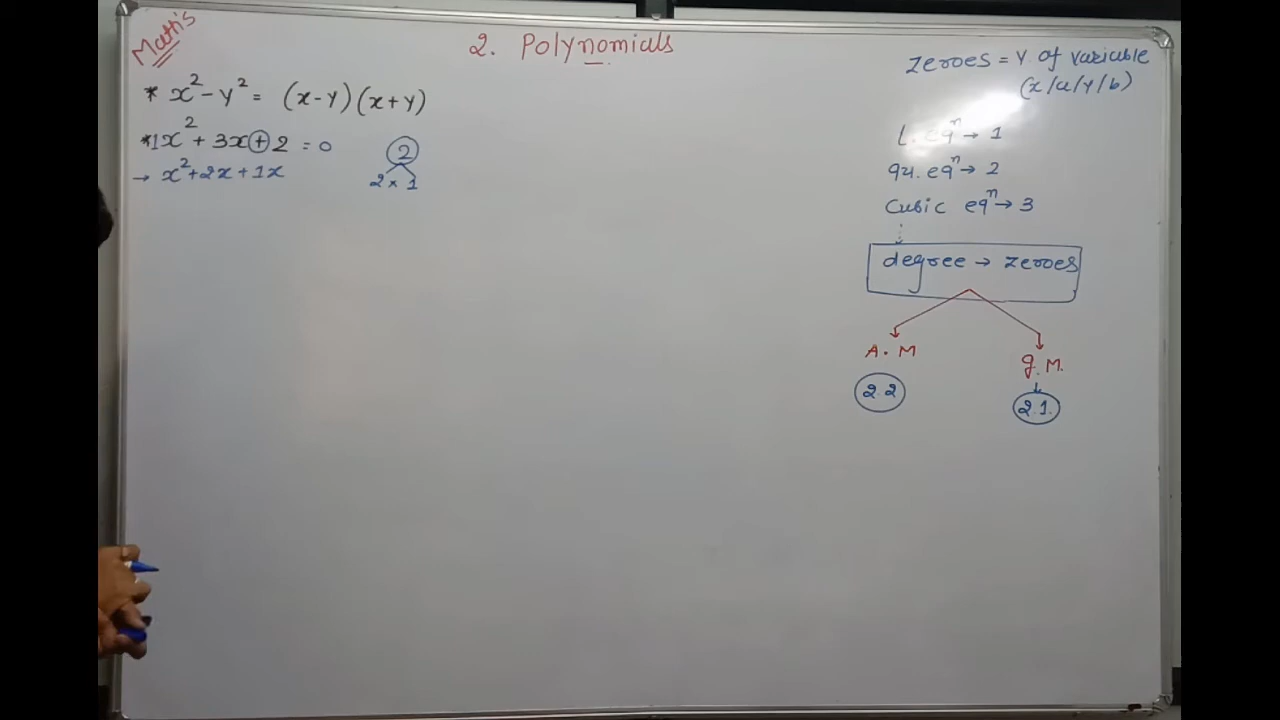 Maths
2. Polynomials
* x² - y² = (x-y)(x+y)
* 1x² + 3x + 2 = 0
→ x² + 2x + 1x
2
2 × 1
zeroes = v of variable
(x/a/y/b)
l. eqⁿ → 1
qu. eqⁿ → 2
Cubic eqⁿ → 3
degree → zeroes
A.M
g.M.
2.2
2.1.